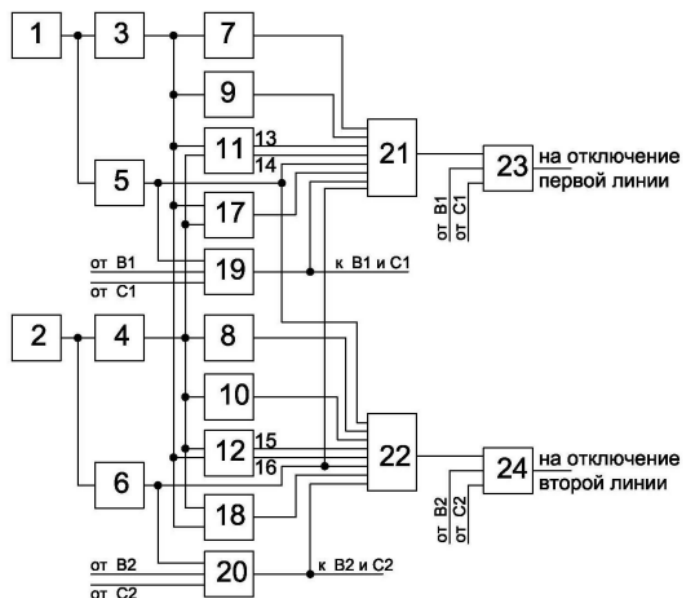 1
3
7
9
11
13
14
21
23
на отключение
первой линии
5
17
от В1
от С1
от В1
от С1
19
к В1 и С1
2
4
8
10
12
15
16
22
24
на отключение
второй линии
6
18
от В2
от С2
от В2
от С2
20
к В2 и С2